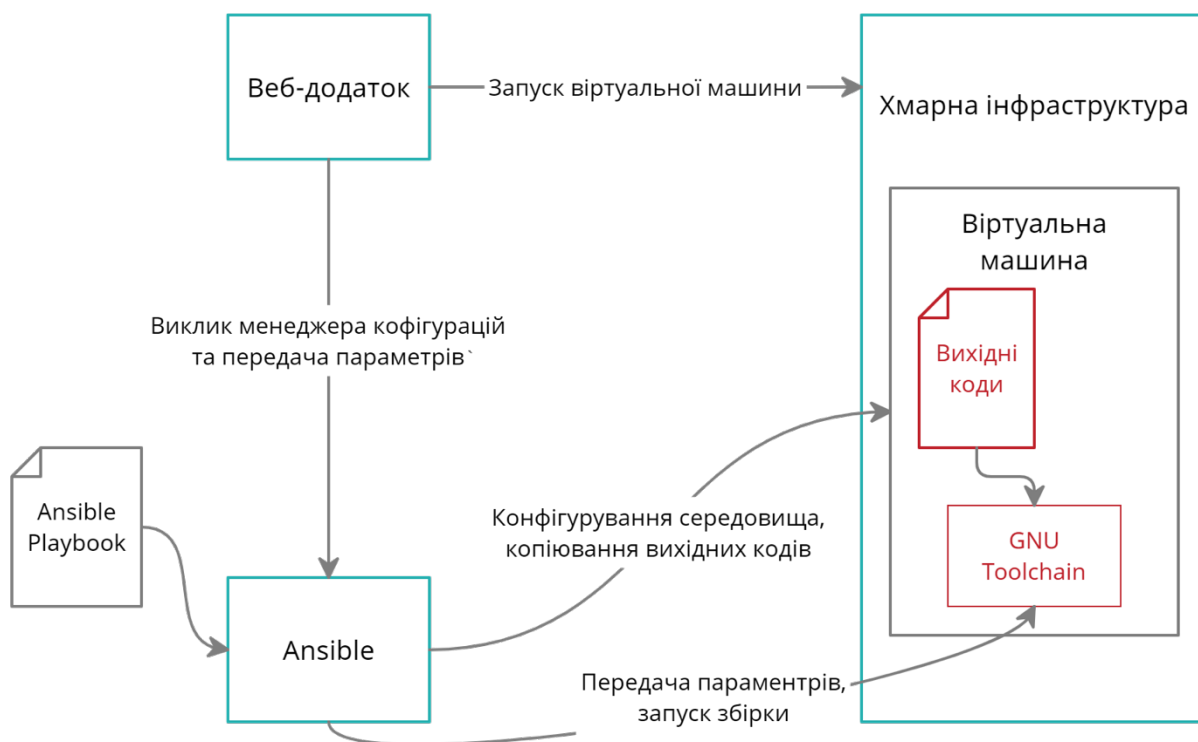 Веб-додаток
Запуск віртуальної машини
Хмарна інфраструктура
Віртуальна
машина
Вихідні
коди
Виклик менеджера кофігурацій
та передача параметрів`
Ansible
Playbook
Конфігурування середовища,
копіювання вихідних кодів
GNU
Toolchain
Ansible
Передача параментрів,
запуск збірки